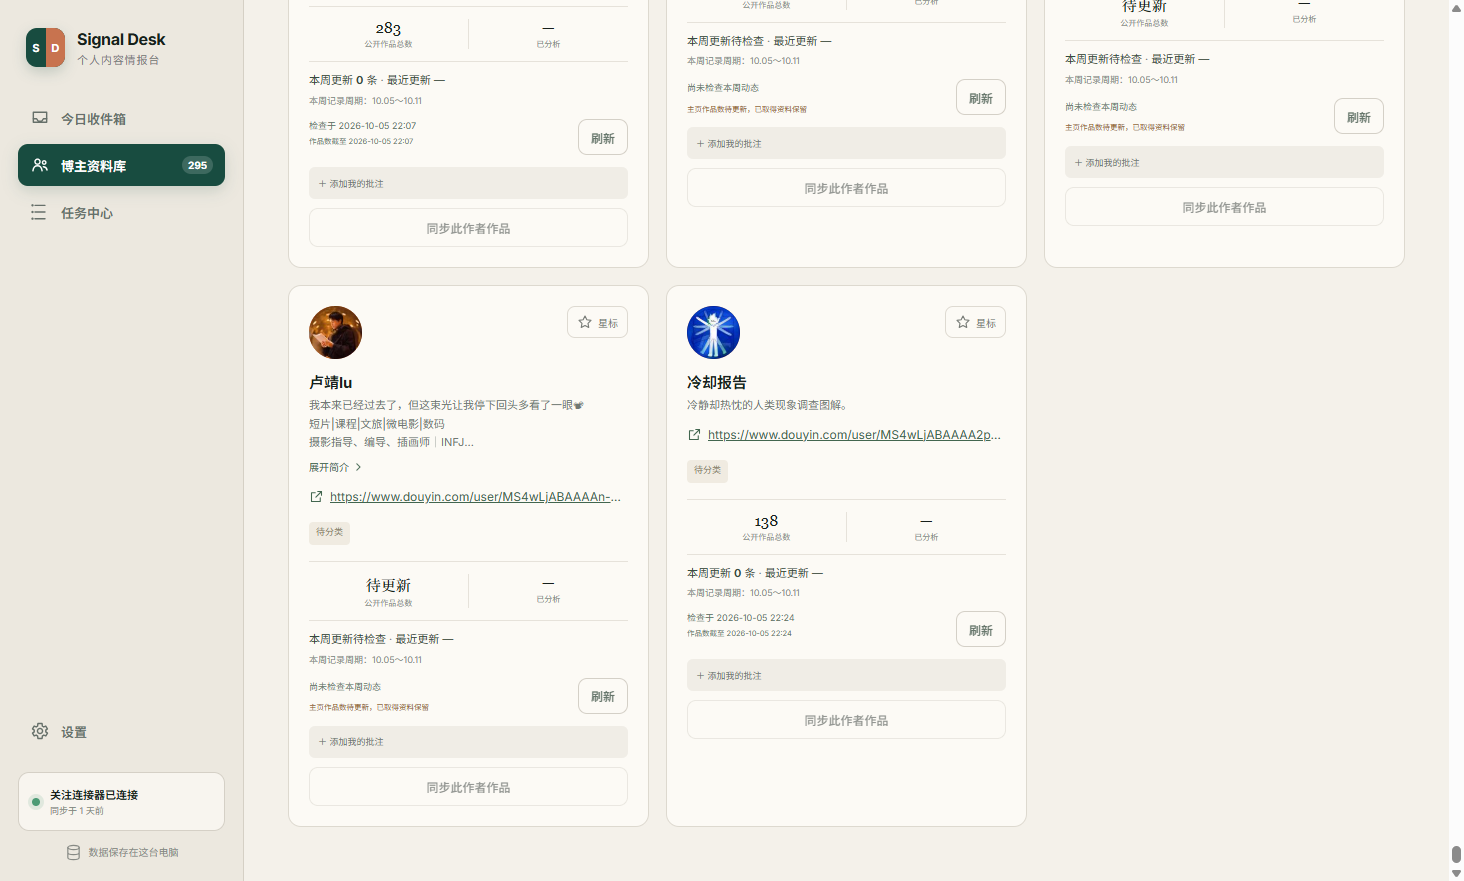 S D
Signal Desk
个人内容情报台
今日收件箱
博主资料库
295
任务中心
设置
关注连接器已连接
同步于 1 天前
数据保存在这台电脑
283
公开作品总数
—
已分析
本周更新 0 条 · 最近更新 —
本周记录周期：10.05～10.11
检查于 2026-10-05 22:07
作品数截至 2026-10-05 22:07
刷新
+ 添加我的批注
同步此作者作品
公开作品总数
已分析
本周更新待检查 · 最近更新 —
本周记录周期：10.05～10.11
尚未检查本周动态
主页作品数待更新，已取得资料保留
刷新
+ 添加我的批注
同步此作者作品
待更新
公开作品总数
—
已分析
本周更新待检查 · 最近更新 —
本周记录周期：10.05～10.11
尚未检查本周动态
主页作品数待更新，已取得资料保留
刷新
+ 添加我的批注
同步此作者作品
星标
卢靖lu
我本来已经过去了，但这束光让我停下回头多看了一眼📽
短片|课程|文旅|微电影|数码
摄影指导、编导、插画师｜INFJ...
展开简介
https://www.douyin.com/user/MS4wLjABAAAAn-...
待分类
待更新
公开作品总数
—
已分析
本周更新待检查 · 最近更新 —
本周记录周期：10.05～10.11
尚未检查本周动态
主页作品数待更新，已取得资料保留
刷新
+ 添加我的批注
同步此作者作品
星标
冷却报告
冷静却热忱的人类现象调查图解。
https://www.douyin.com/user/MS4wLjABAAAA2p...
待分类
138
公开作品总数
—
已分析
本周更新 0 条 · 最近更新 —
本周记录周期：10.05～10.11
检查于 2026-10-05 22:24
作品数截至 2026-10-05 22:24
刷新
+ 添加我的批注
同步此作者作品